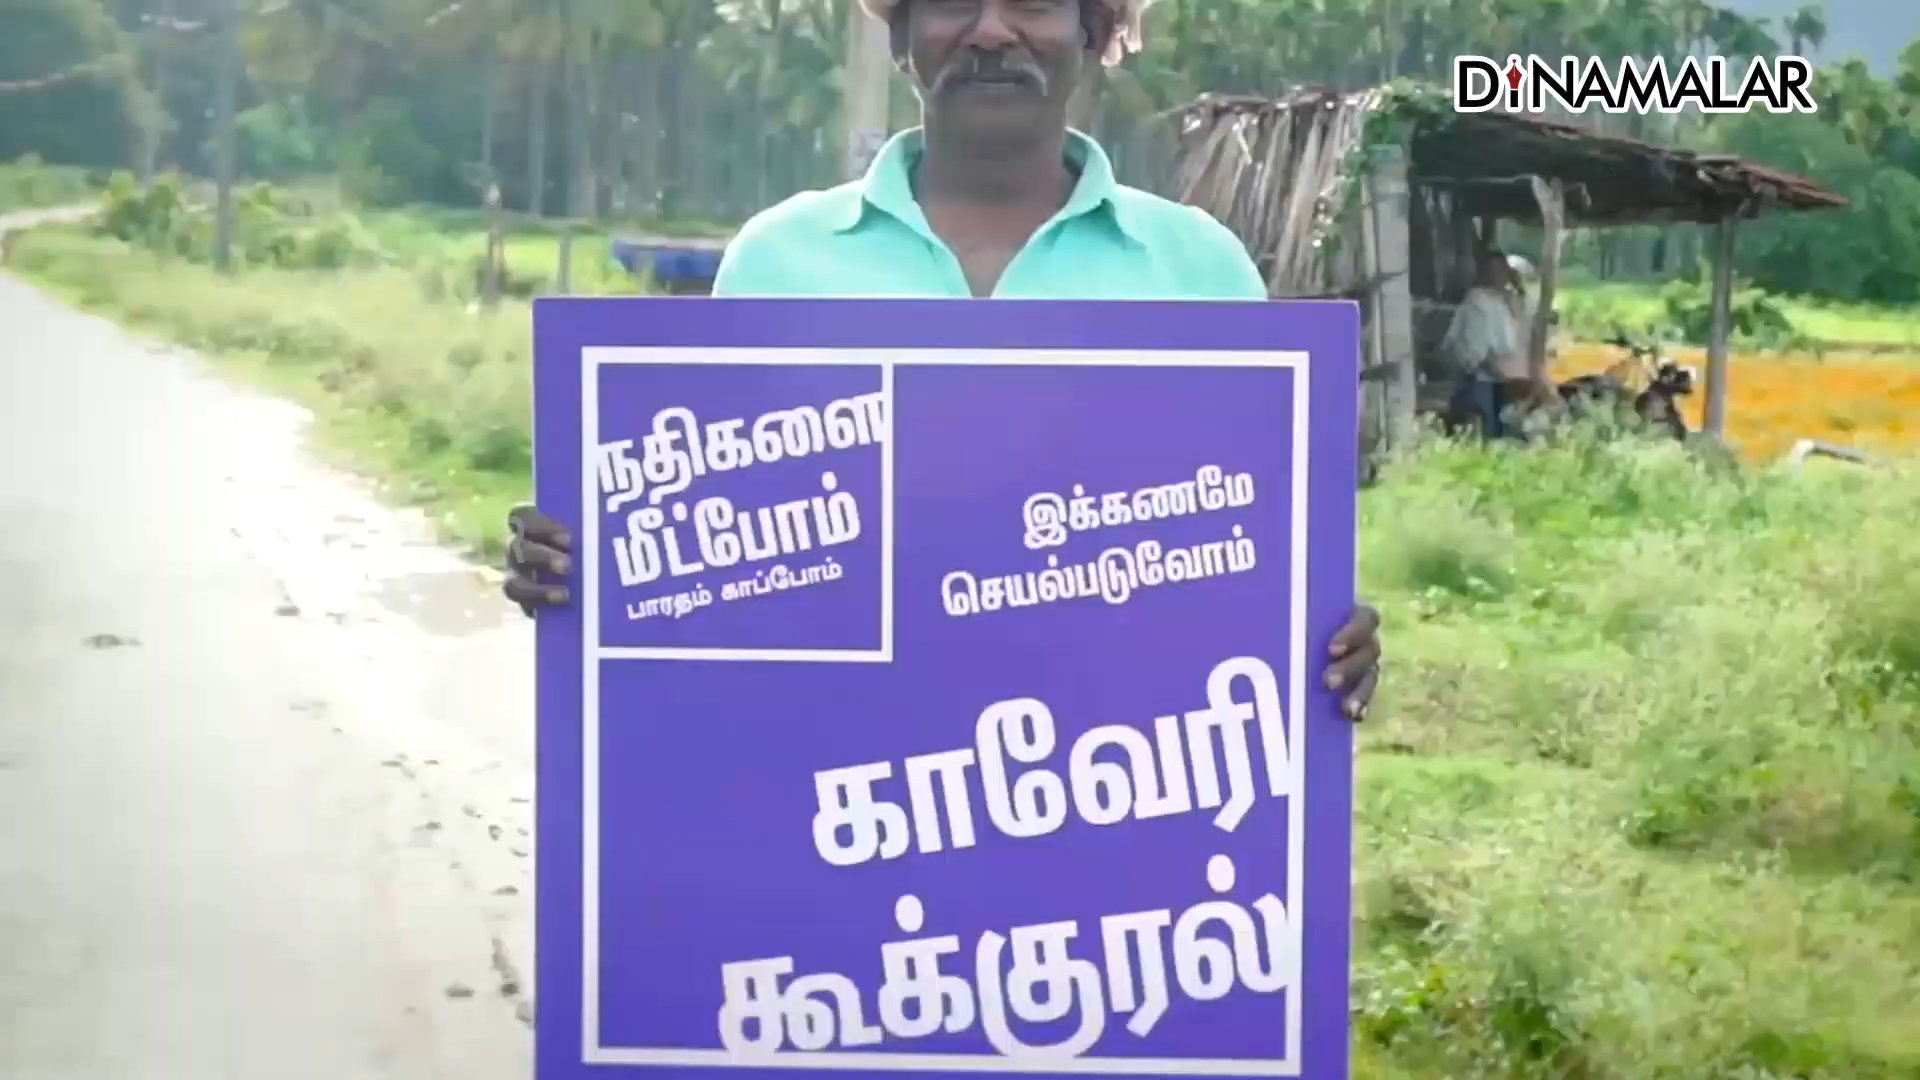 DINAMALAR
நதிகளை
மீட்போம்
பாரதம் காப்போம்
இக்கணமே
செயல்படுவோம்
காவேரி
கூக்குரல்